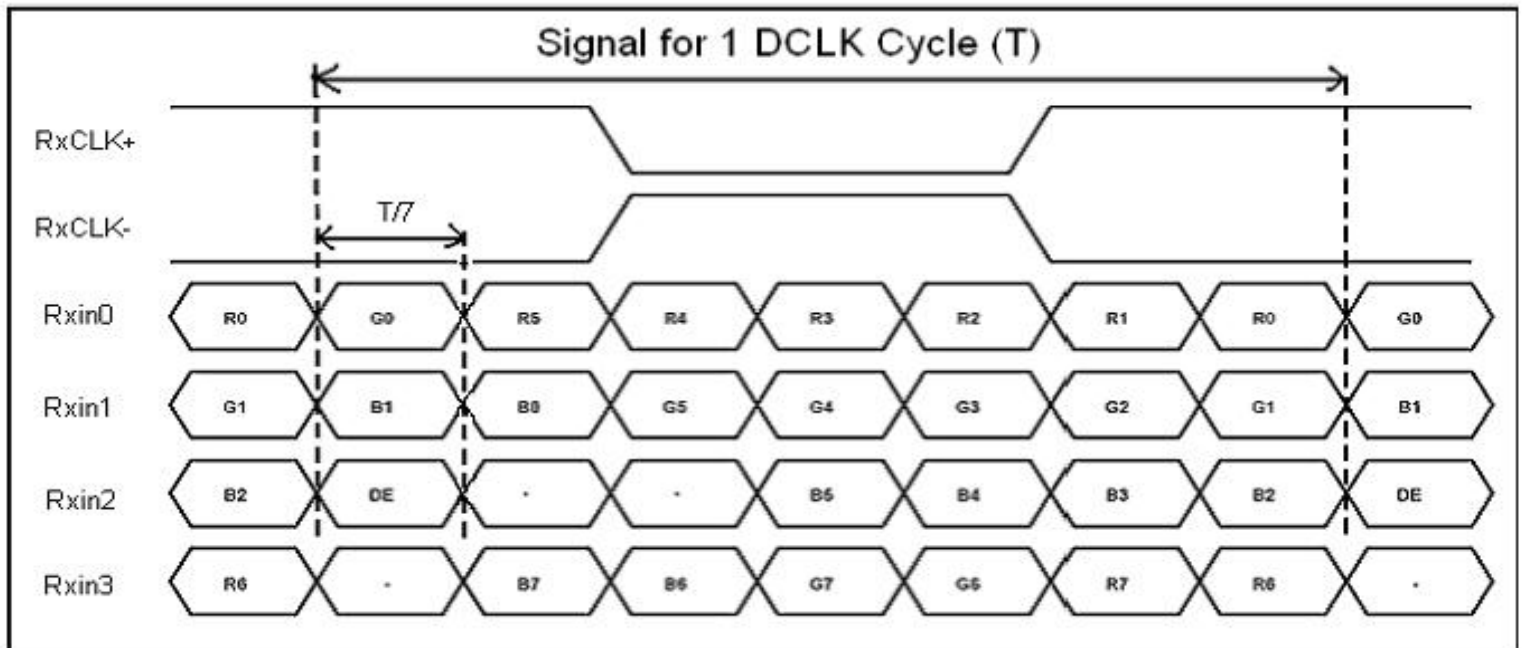 Signal for 1 DCLK Cycle (T)
RxCLK+
T/7
RxCLK-
Rxin0 R0 G0 R5 R4 R3 R2 R1 R0 G0
Rxin1 G1 B1 B0 G5 G4 G3 G2 G1 B1
Rxin2 B2 DE - - B5 B4 B3 B2 DE
Rxin3 R6 - B7 B6 G7 G6 R7 R6 -